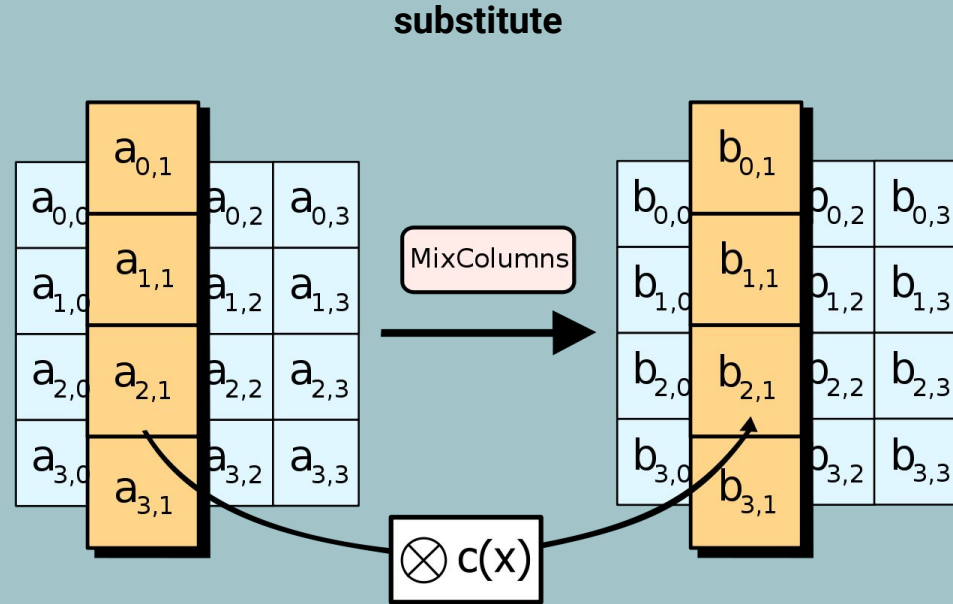 substitute
a0,1
a0,0 a0,2 a0,3
a1,1
a1,0 a1,2 a1,3
a2,1
a2,0 a2,2 a2,3
a3,1
a3,0 a3,2 a3,3
MixColumns
b0,1
b0,0 b0,2 b0,3
b1,1
b1,0 b1,2 b1,3
b2,1
b2,0 b2,2 b2,3
b3,1
b3,0 b3,2 b3,3
⊗ c(x)